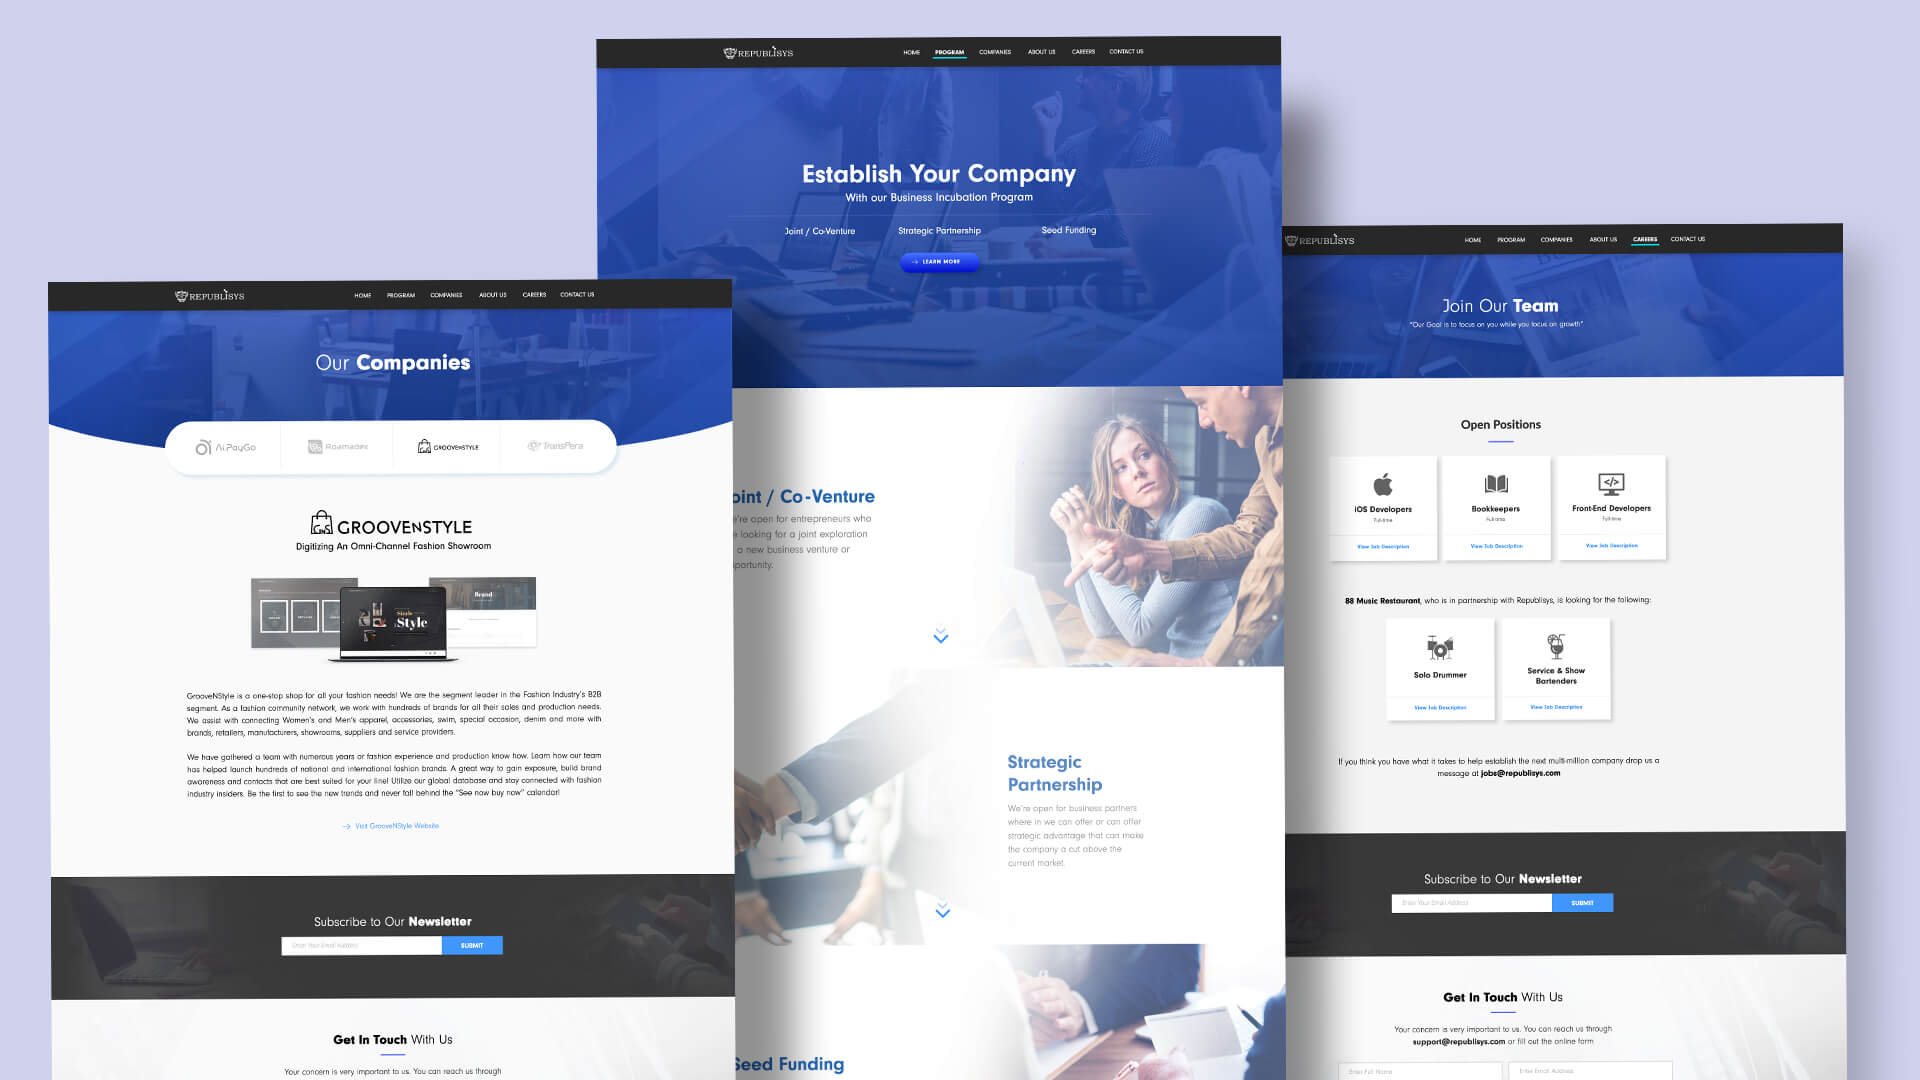 REPUBLISYS
HOME PROGRAM COMPANIES ABOUT US CAREERS CONTACT US
Our Companies
Ai.PayGo
Roamadex
GROOVENSTYLE
TransPera
GROOVENSTYLE
Digitizing An Omni-Channel Fashion Showroom
Brand
Style
GrooveNStyle is a one-stop shop for all your fashion needs! We are the segment leader in the Fashion Industry's B2B
segment. As a fashion community network, we work with hundreds of brands for all their sales and production needs.
We assist with connecting Women's and Men's apparel, accessories, swim, special occasion, denim and more with
brands, retailers, manufacturers, showrooms, suppliers and service providers.
We have gathered a team with numerous years or fashion experience and production know how. Learn how our team
has helped launch hundreds of national and international fashion brands. A great way to gain exposure, build brand
awareness and contacts that are best suited for your line! Utilize our global database and stay connected with fashion
industry insiders. Be the first to see the new trends and never fall behind the "See now buy now" calendar!
Visit GrooveNStyle Website
Subscribe to Our Newsletter
Enter Your Email Address
SUBMIT
Get In Touch With Us
Your concern is very important to us. You can reach us through
REPUBLISYS
HOME PROGRAM COMPANIES ABOUT US CAREERS CONTACT US
Establish Your Company
With our Business Incubation Program
Joint / Co-Venture
Strategic Partnership
Seed Funding
LEARN MORE
oint / Co-Venture
e're open for entrepreneurs who
e looking for a joint exploration
a new business venture or
portunity.
Strategic
Partnership
We're open for business partners
where in we can offer or can offer
strategic advantage that can make
the company a cut above the
current market.
Seed Funding
REPUBLISYS
HOME PROGRAM COMPANIES ABOUT US CAREERS CONTACT US
Join Our Team
"Our Goal is to focus on you while you focus on growth"
Open Positions
iOS Developers
Full-time
View Job Description
Bookkeepers
Full-time
View Job Description
Front-End Developers
Full-time
View Job Description
88 Music Restaurant, who is in partnership with Republisys, is looking for the following:
Solo Drummer
View Job Description
Service & Show
Bartenders
View Job Description
If you think you have what it takes to help establish the next multi-million company drop us a
message at jobs@republisys.com
Subscribe to Our Newsletter
Enter Your Email Address
SUBMIT
Get In Touch With Us
Your concern is very important to us. You can reach us through
support@republisys.com or fill out the online form
Enter Full Name
Enter Email Address